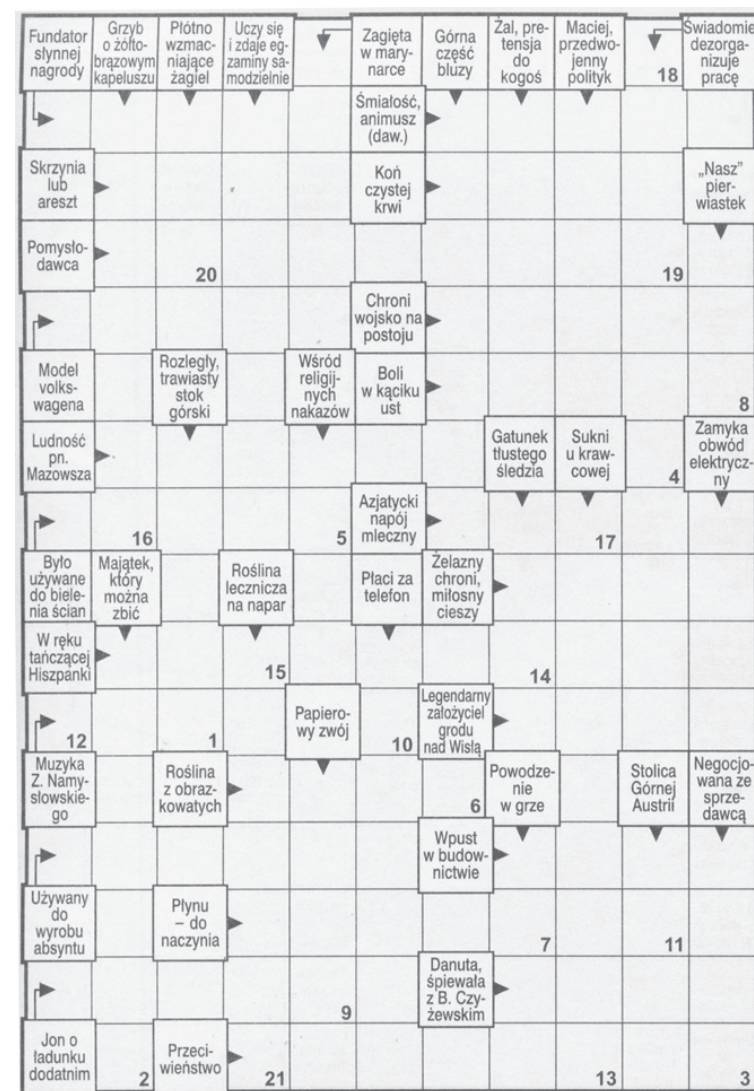 Fundator
słynnej
nagrody
Grzyb
o żółto-
brązowym
kapeluszu
Płótno
wzmac-
niające
żagiel
Uczy się
i zdaje eg-
zaminy sa-
modzielnie
Zagięta
w mary-
narce
Górna
część
bluzy
Żal, pre-
tensja
do
kogoś
Maciej,
przedwo-
jenny
polityk
18
Świadomie
dezorga-
nizuje
pracę
Śmiałość,
animusz
(daw.)
Skrzynia
lub
areszt
Koń
czystej
krwi
„Nasz"
pier-
wiastek
Pomysło-
dawca
20
19
Chroni
wojsko na
postoju
Model
volks-
wagena
Rozległy,
trawiasty
stok
górski
Wśród
religij-
nych
nakazów
Boli
w kąciku
ust
8
Ludność
pn.
Mazowsza
Gatunek
tłustego
śledzia
Sukni
u kraw-
cowej
4
Zamyka
obwód
elektrycz-
ny
16
5
Azjatycki
napój
mleczny
17
Było
używane
do biele-
nia ścian
Majątek,
który
można
zbić
Roślina
lecznicza
na napar
Płaci za
telefon
Żelazny
chroni,
miłosny
cieszy
W ręku
tańczącej
Hiszpanki
15
14
12
1
Papiero-
wy zwój
10
Legendarny
założyciel
grodu
nad Wisłą
Muzyka
Z. Namy-
słowskie-
go
Roślina
z obraz-
kowatych
6
Powodze-
nie
w grze
Stolica
Górnej
Austrii
Negocjo-
wana ze
sprze-
dawcą
Wpust
w budow-
nictwie
Używany
do
wyrobu
absyntu
Płynu
– do
naczynia
7
11
9
Danuta,
śpiewała
z B. Czy-
żewskim
Jon o
ładunku
dodatnim
2
Przeci-
wieństwo
21
13
3